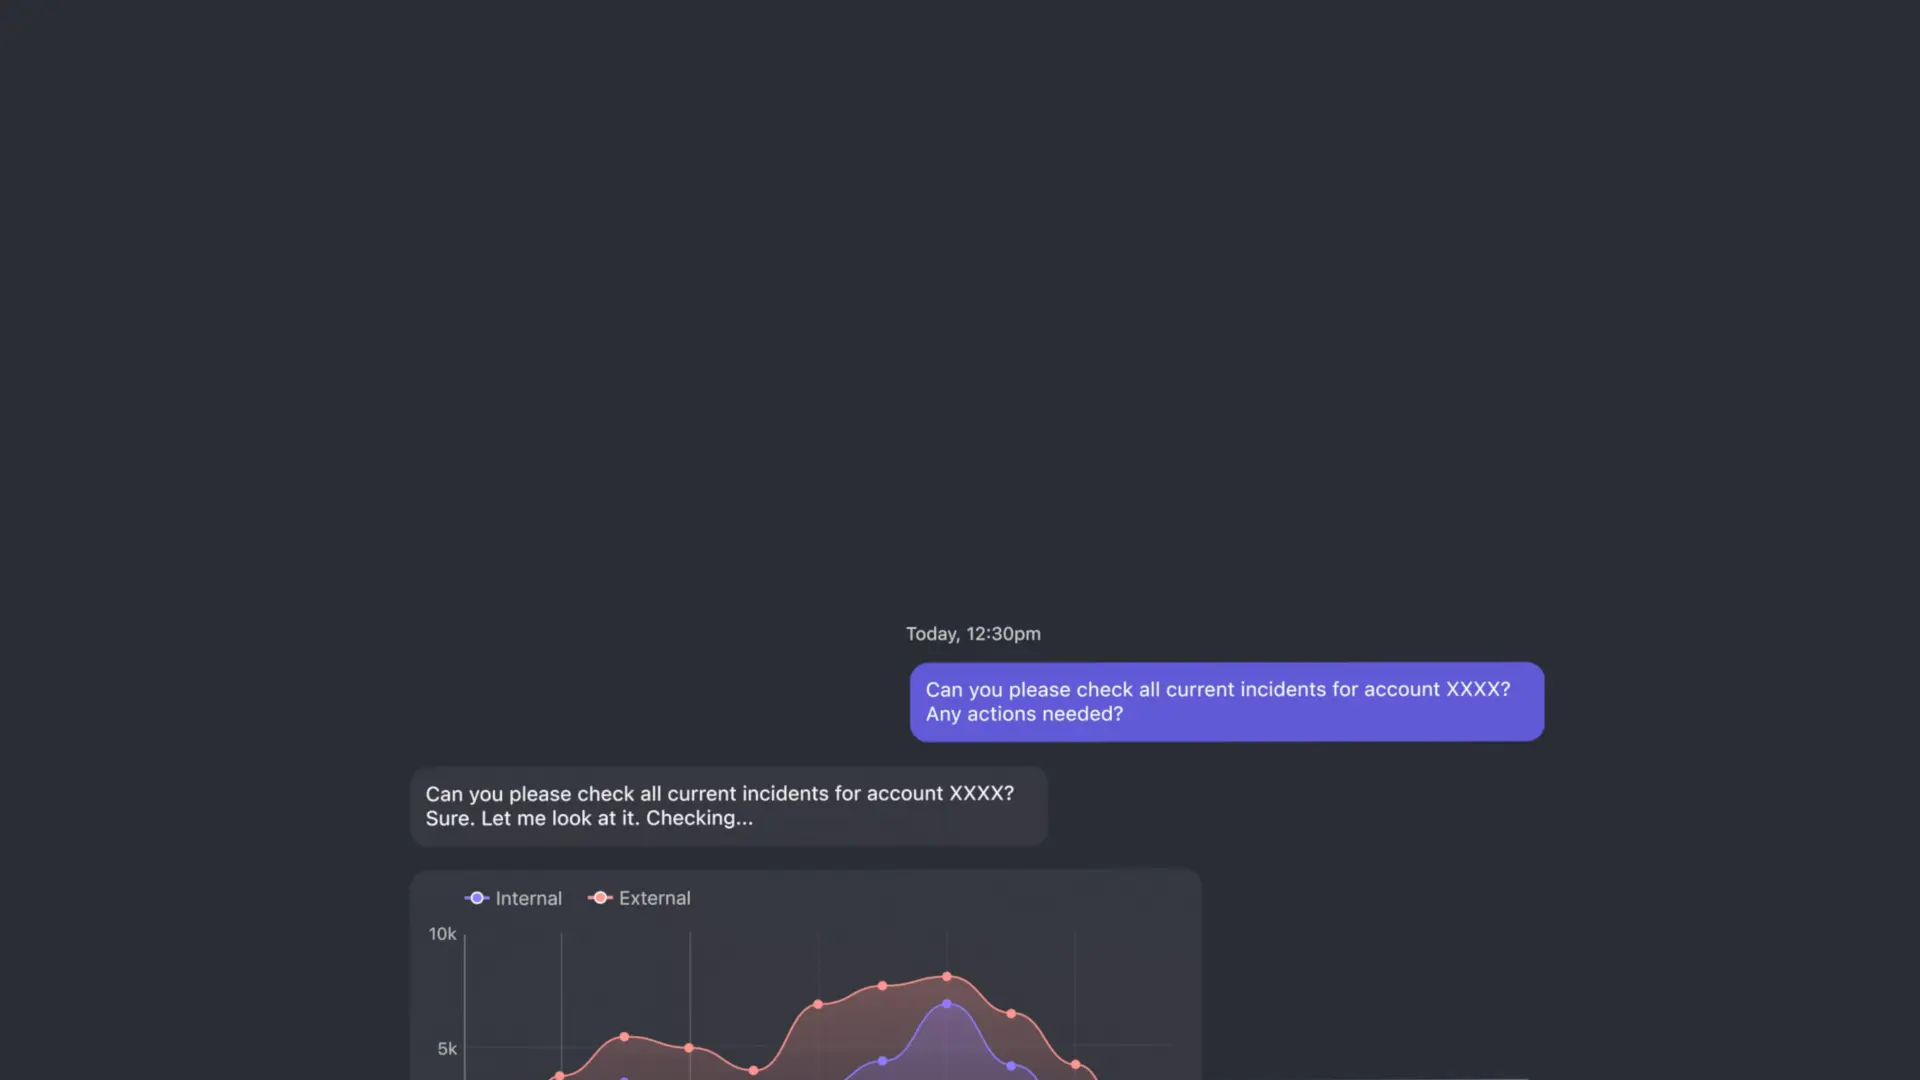 Today, 12:30pm
Can you please check all current incidents for account XXXX?
Any actions needed?
Can you please check all current incidents for account XXXX?
Sure. Let me look at it. Checking...
Internal External
10k
5k